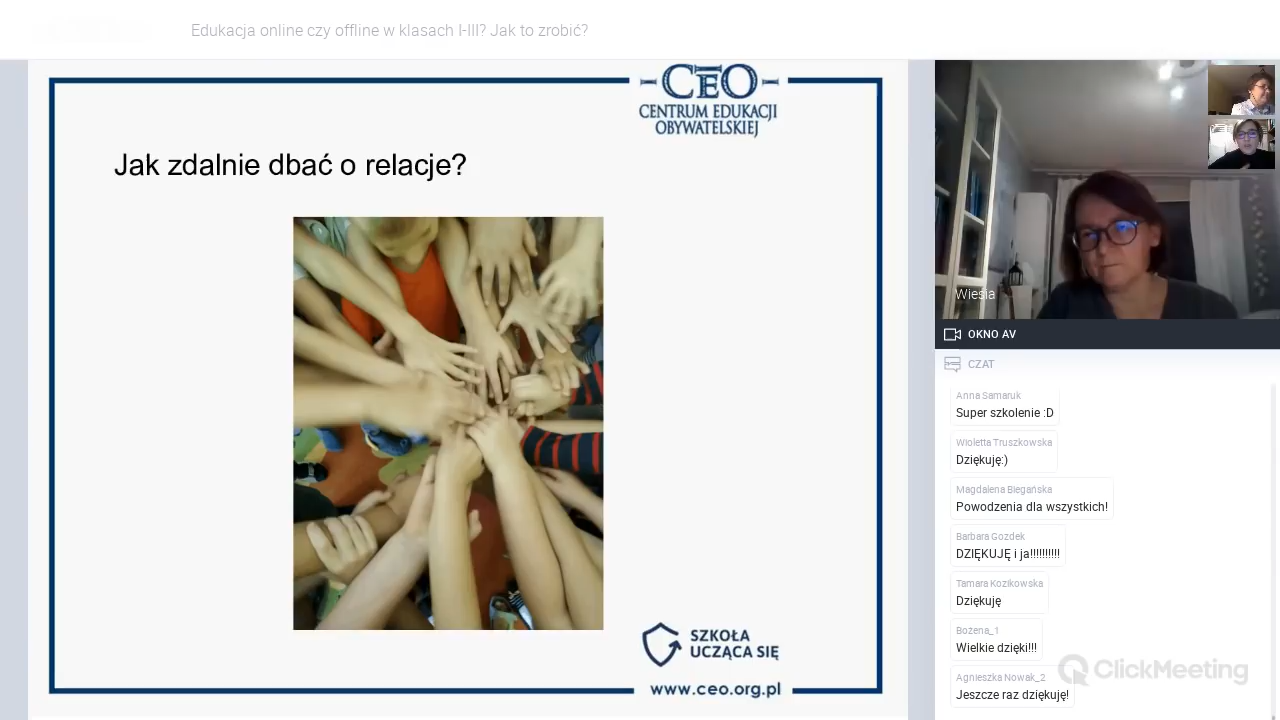 Edukacja online czy offline w klasach I-III? Jak to zrobić?
CEO
CENTRUM EDUKACJI
OBYWATELSKIEJ
Jak zdalnie dbać o relacje?
SZKOŁA
UCZĄCA SIĘ
www.ceo.org.pl
Wiesia
OKNO AV
CZAT
Anna Samaruk
Super szkolenie :D
Wioletta Truszkowska
Dziękuję:)
Magdalena Biegańska
Powodzenia dla wszystkich!
Barbara Gozdek
DZIĘKUJĘ i ja!!!!!!!!!!
Tamara Kozikowska
Dziękuję
Bożena_1
Wielkie dzięki!!!
Agnieszka Nowak_2
Jeszcze raz dziękuję!
ClickMeeting